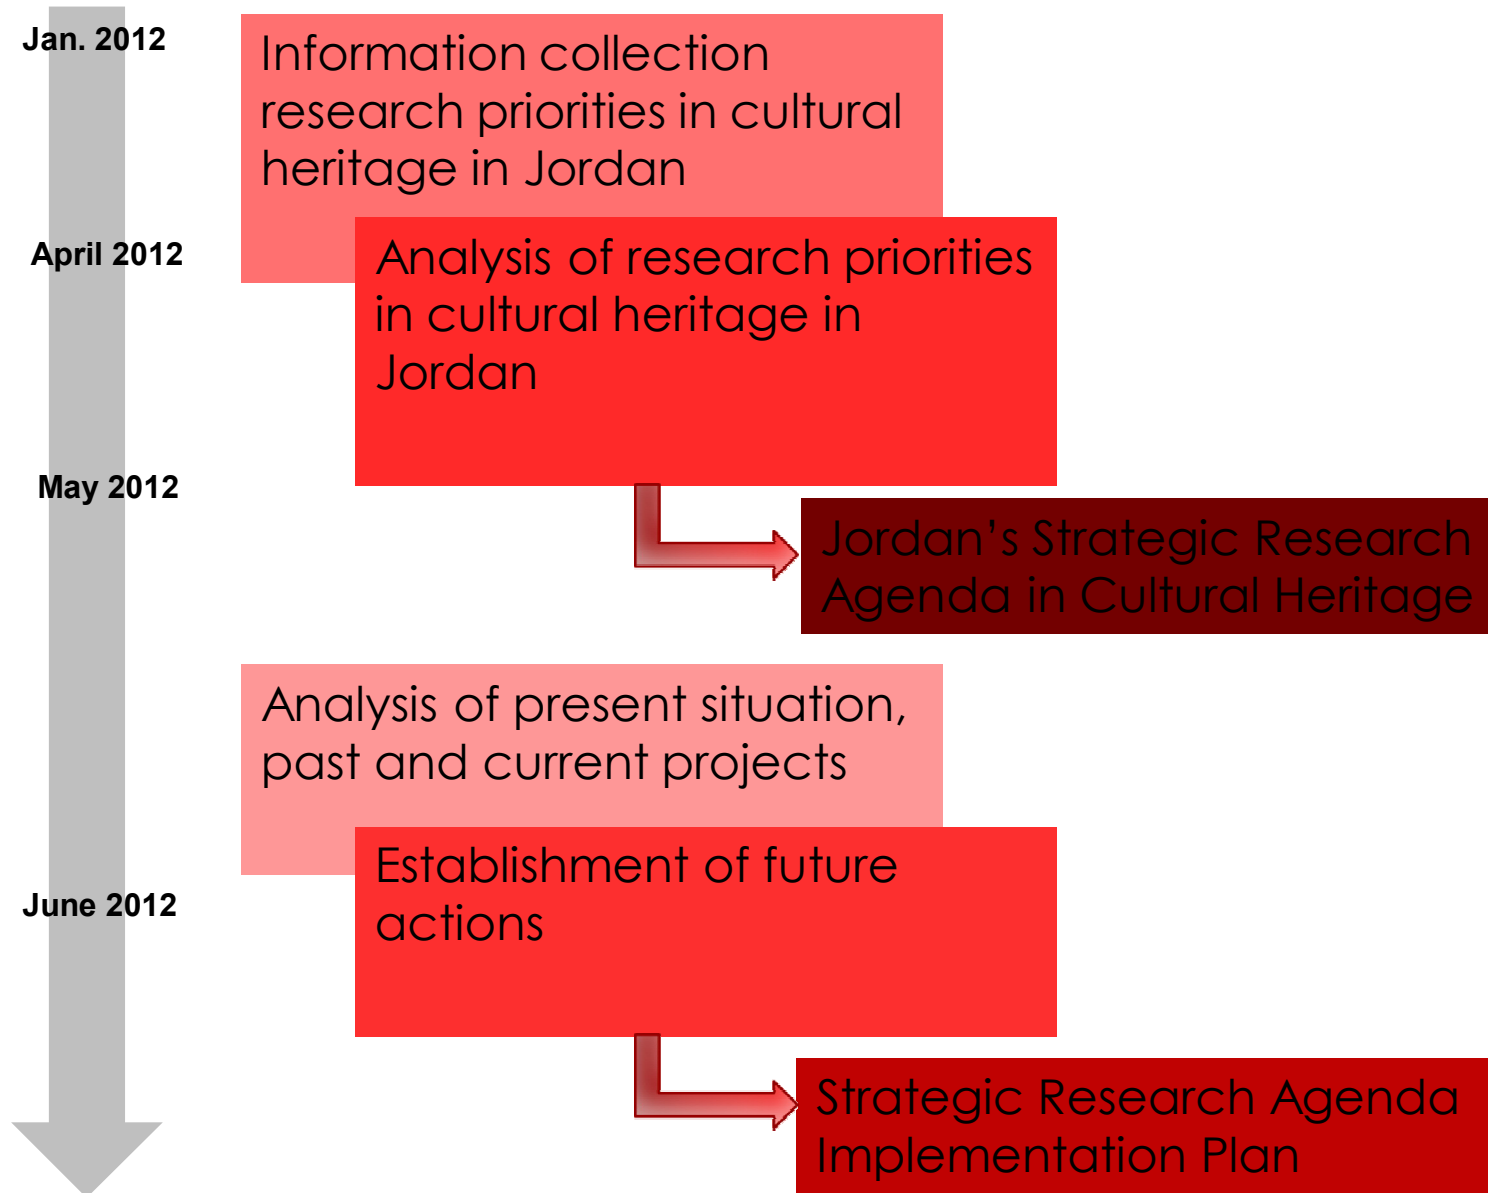 Jan. 2012
Information collection
research priorities in cultural
heritage in Jordan
April 2012
Analysis of research priorities
in cultural heritage in
Jordan
May 2012
Jordan’s Strategic Research
Agenda in Cultural Heritage
Analysis of present situation,
past and current projects
Establishment of future
actions
June 2012
Strategic Research Agenda
Implementation Plan